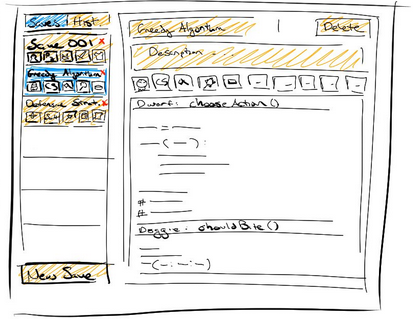 Saves | Hist
Save 001 x
Greedy Algorithm x
Defensive Strat. x
New Save
Greedy Algorithm
Delete
Description
Dwarf: chooseAction()
#
#
Doggie: shouldBite()